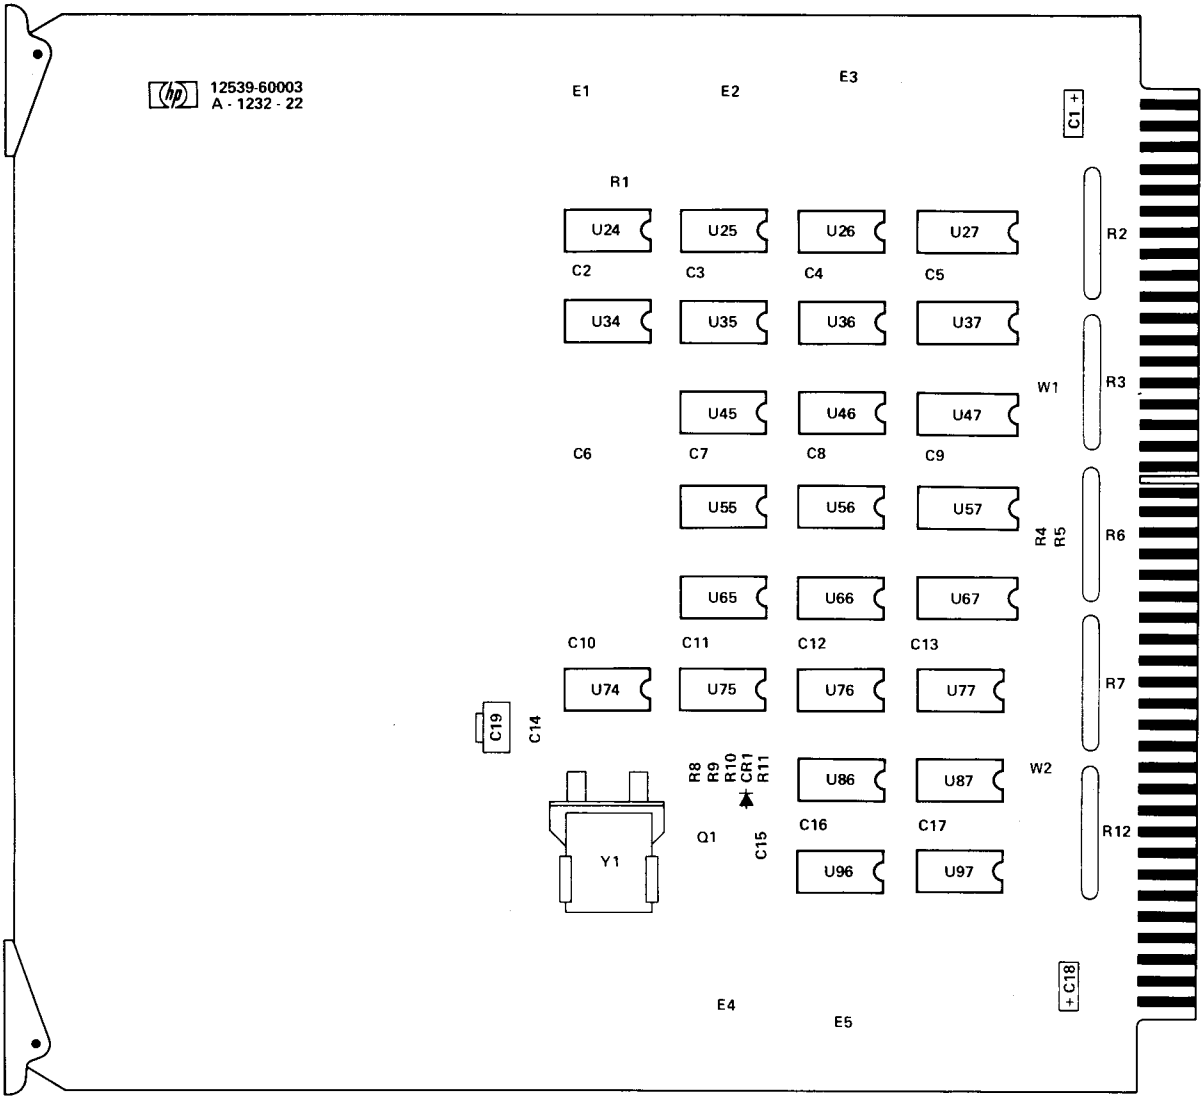 hp 12539-60003
A - 1232 - 22
E1 E2 E3
C1 +
R1
U24 U25 U26 U27 R2
C2 C3 C4 C5
U34 U35 U36 U37
W1 R3
U45 U46 U47
C6 C7 C8 C9
U55 U56 U57
R4 R5 R6
U65 U66 U67
C10 C11 C12 C13
U74 U75 U76 U77 R7
C19 C14
R8 R9 R10 CR1 R11
U86 U87 W2
C16 C17 R12
Q1 C15
Y1
U96 U97
+ C18
E4 E5